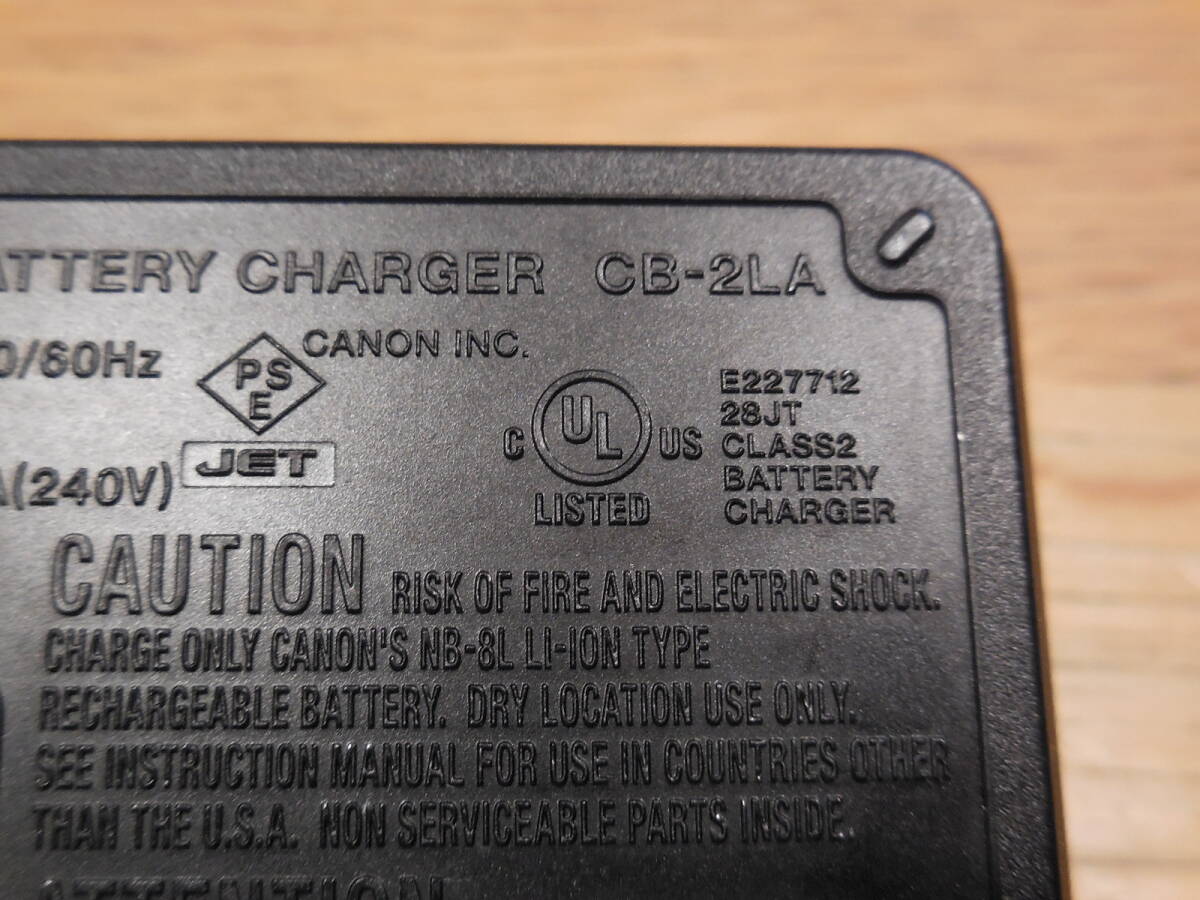 BATTERY CHARGER CB-2LA
0/60Hz
PSE
CANON INC.
JET
A(240V)
C UL US
LISTED
E227712
28JT
CLASS2
BATTERY
CHARGER
CAUTION RISK OF FIRE AND ELECTRIC SHOCK.
CHARGE ONLY CANON'S NB-8L LI-ION TYPE
RECHARGEABLE BATTERY. DRY LOCATION USE ONLY.
SEE INSTRUCTION MANUAL FOR USE IN COUNTRIES OTHER
THAN THE U.S.A. NON SERVICEABLE PARTS INSIDE.
ATTENTION